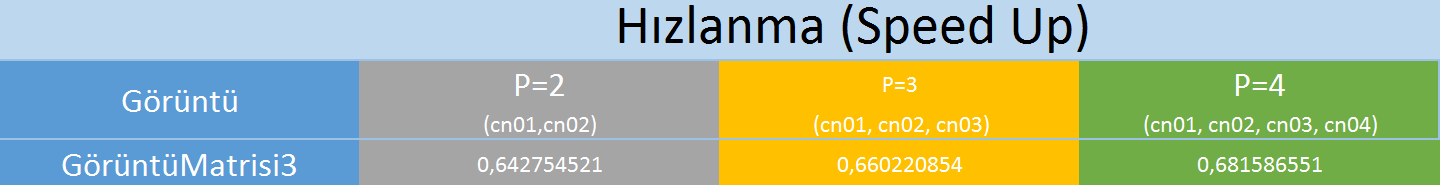 Hızlanma (Speed Up)
Görüntü
P=2
(cn01,cn02)
P=3
(cn01, cn02, cn03)
P=4
(cn01, cn02, cn03, cn04)
GörüntüMatrisi3
0,642754521
0,660220854
0,681586551